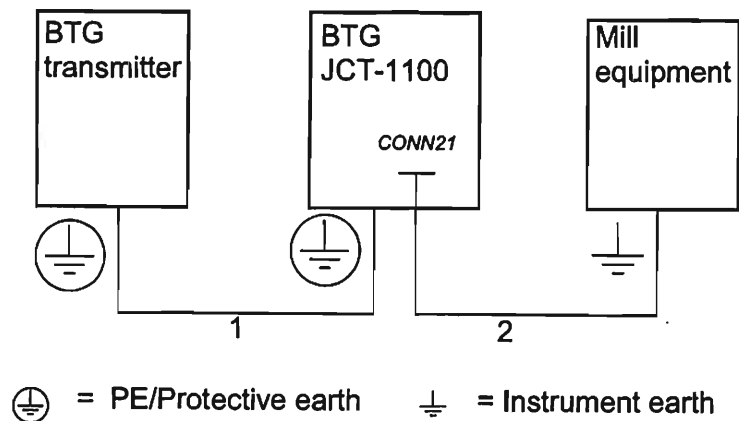 BTG
transmitter
BTG
JCT-1100
CONN21
Mill
equipment
1
2
= PE/Protective earth
= Instrument earth